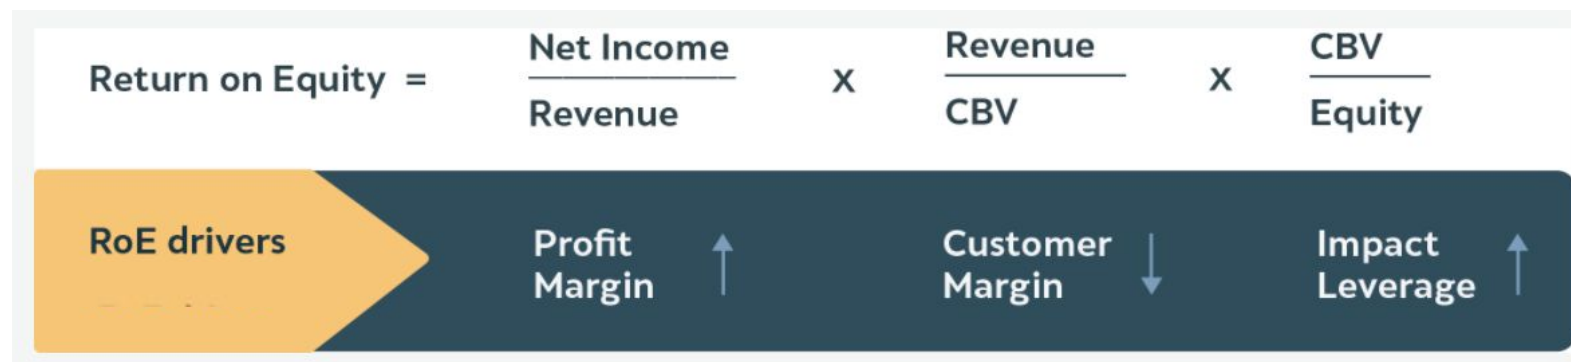 Return on Equity = Net Income / Revenue x Revenue / CBV x CBV / Equity
RoE drivers
Profit Margin ↑
Customer Margin ↓
Impact Leverage ↑